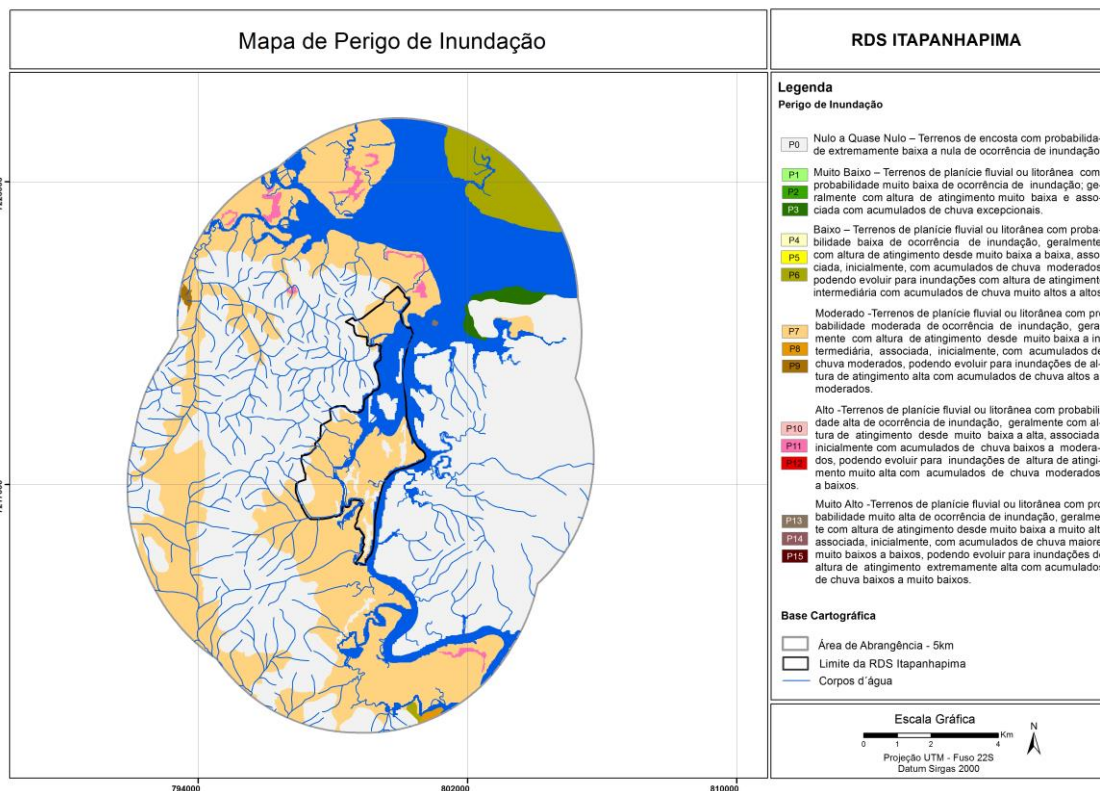 Mapa de Perigo de Inundação
RDS ITAPANHAPIMA
Legenda
Perigo de Inundação
P0
Nulo a Quase Nulo – Terrenos de encosta com probabilida-
de extremamente baixa a nula de ocorrência de inundação
P1
P2
P3
Muito Baixo – Terrenos de planície fluvial ou litorânea com
probabilidade muito baixa de ocorrência de inundação; ge-
ralmente com altura de atingimento muito baixa e asso-
ciada com acumulados de chuva excepcionais.
P4
P5
P6
Baixo – Terrenos de planície fluvial ou litorânea com proba-
bilidade baixa de ocorrência de inundação, geralmente
com altura de atingimento desde muito baixa a baixa, asso
ciada, inicialmente, com acumulados de chuva moderados
podendo evoluir para inundações com altura de atingiment
intermediária com acumulados de chuva muito altos a altos
P7
P8
P9
Moderado -Terrenos de planície fluvial ou litorânea com pro
babilidade moderada de ocorrência de inundação, gera
mente com altura de atingimento desde muito baixa a in
termediária, associada, inicialmente, com acumulados de
chuva moderados, podendo evoluir para inundações de al-
tura de atingimento alta com acumulados de chuva altos a
moderados.
P10
P11
P12
Alto -Terrenos de planície fluvial ou litorânea com probabili
dade alta de ocorrência de inundação, geralmente com al-
tura de atingimento desde muito baixa a alta, associada
inicialmente com acumulados de chuva baixos a modera-
dos, podendo evoluir para inundações de altura de atingi-
mento muito alta com acumulados de chuva moderados
a baixos.
P13
P14
P15
Muito Alto -Terrenos de planície fluvial ou litorânea com pro
babilidade muito alta de ocorrência de inundação, geralme
te com altura de atingimento desde muito baixa a muito alt
associada, inicialmente, com acumulados de chuva maiore
muito baixos a baixos, podendo evoluir para inundações de
altura de atingimento extremamente alta com acumulados
de chuva baixos a muito baixos.
Base Cartográfica
Área de Abrangência - 5km
Limite da RDS Itapanhapima
Corpos d´água
Escala Gráfica
0 1 2 4 Km
N
Projeção UTM - Fuso 22S
Datum Sirgas 2000
794000 802000 810000